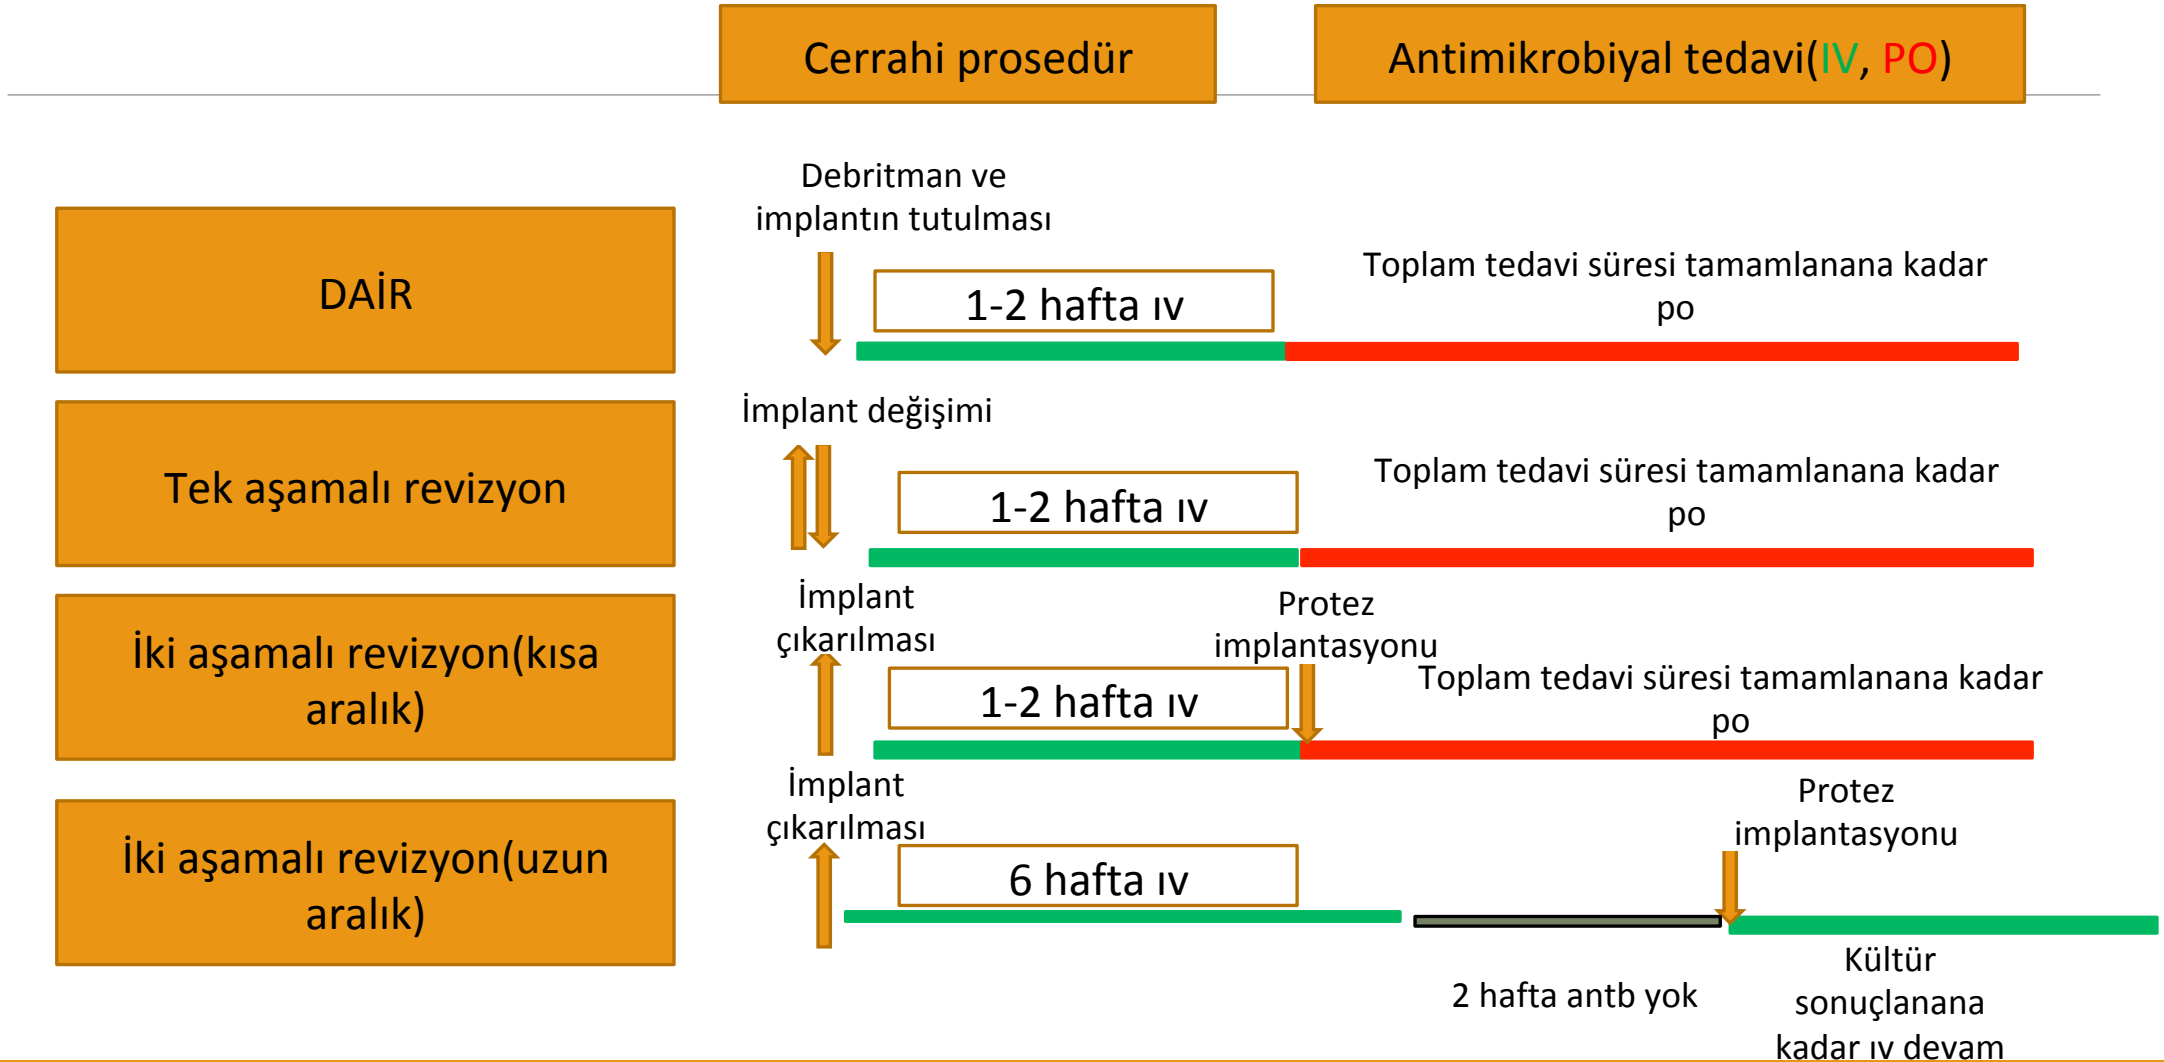 Cerrahi prosedür
Antimikrobiyal tedavi(IV, PO)
DAİR
Debritman ve
implantın tutulması
1-2 hafta ıv
Toplam tedavi süresi tamamlanana kadar
po
Tek aşamalı revizyon
İmplant değişimi
1-2 hafta ıv
Toplam tedavi süresi tamamlanana kadar
po
İki aşamalı revizyon(kısa
aralık)
İmplant
çıkarılması
1-2 hafta ıv
Protez
implantasyonu
Toplam tedavi süresi tamamlanana kadar
po
İki aşamalı revizyon(uzun
aralık)
İmplant
çıkarılması
6 hafta ıv
2 hafta antb yok
Protez
implantasyonu
Kültür
sonuçlanana
kadar ıv devam